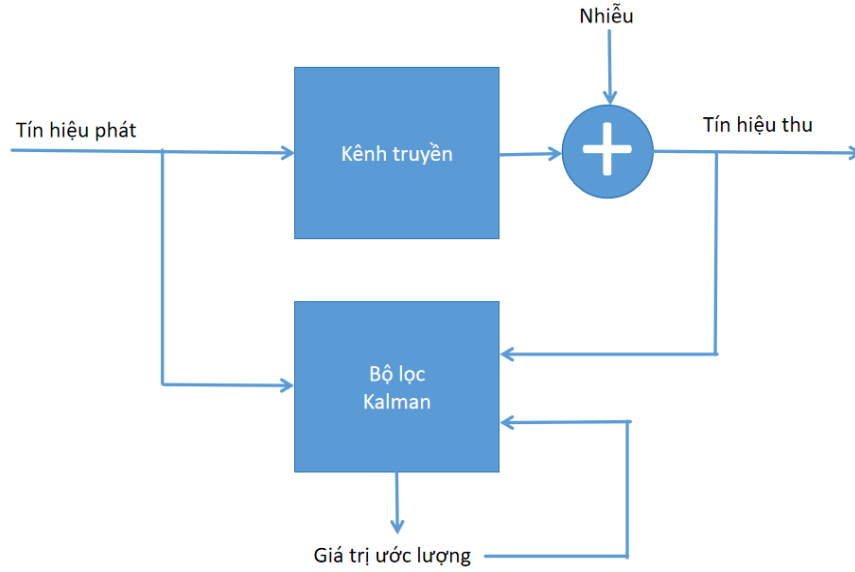 Nhiễu
Tín hiệu phát
Tín hiệu thu
Kênh truyền
Bộ lọc
Kalman
Giá trị ước lượng